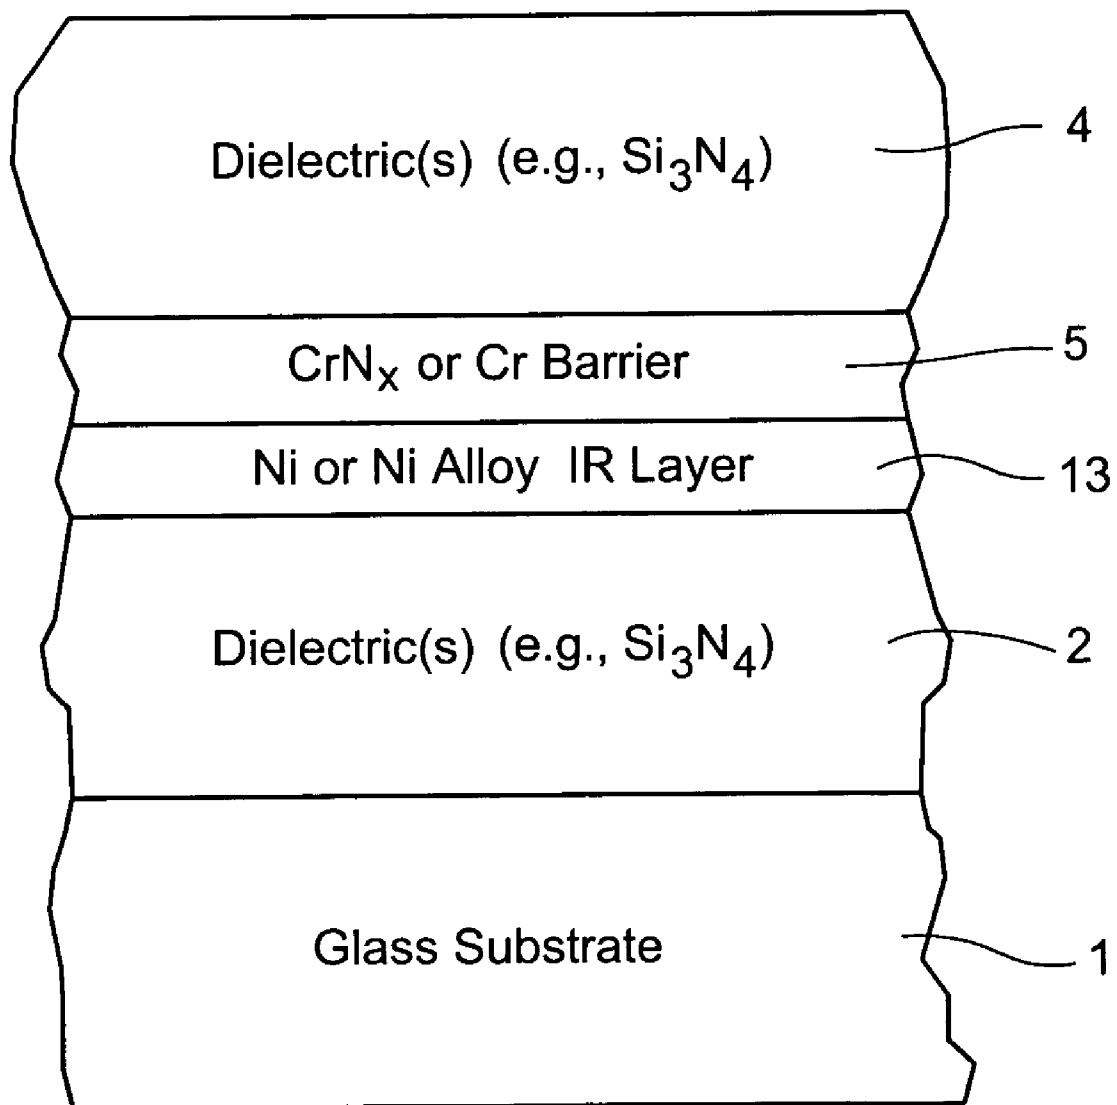 Dielectric(s) (e.g., Si₃N₄) 4
CrNₓ or Cr Barrier 5
Ni or Ni Alloy IR Layer 13
Dielectric(s) (e.g., Si₃N₄) 2
Glass Substrate 1